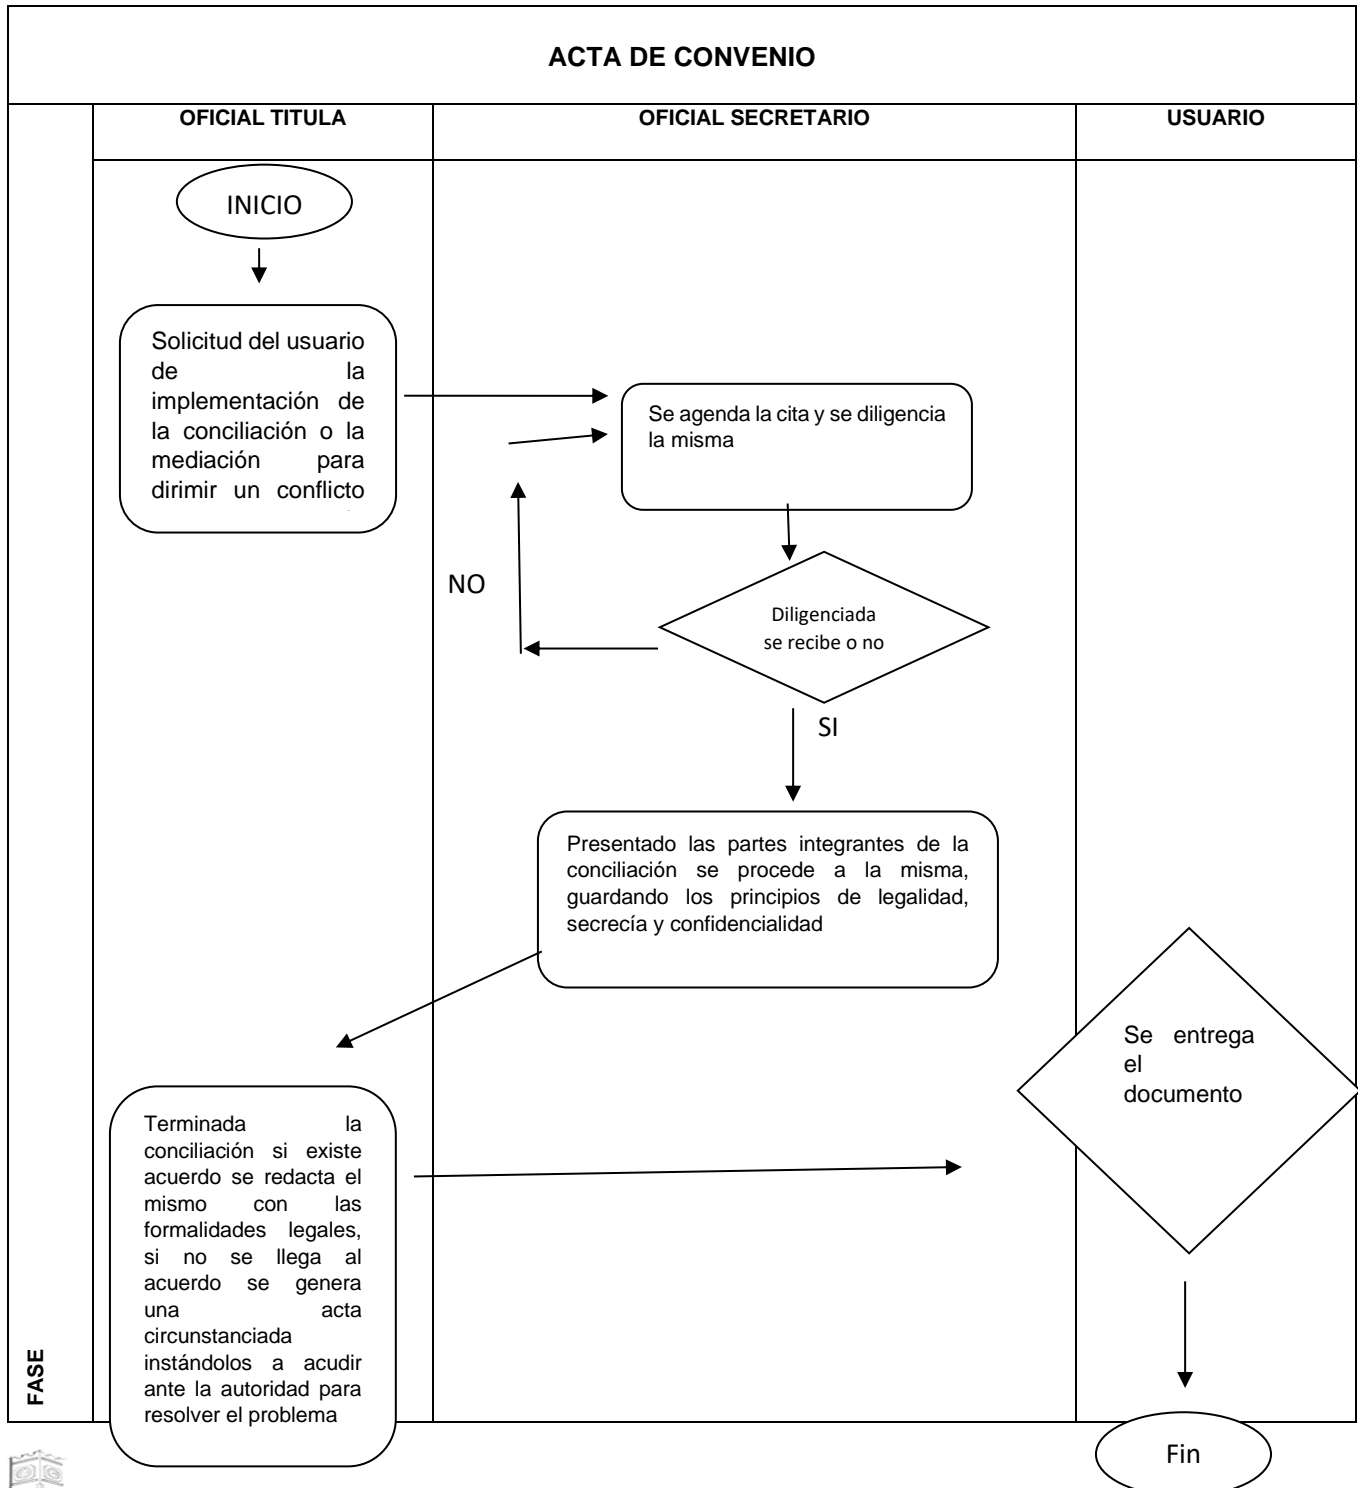 ACTA DE CONVENIO
OFICIAL TITULA
OFICIAL SECRETARIO
USUARIO
INICIO
Solicitud del usuario
de la
implementación de
la conciliación o la
mediación para
dirimir un conflicto
Se agenda la cita y se diligencia
la misma
NO
Diligenciada
se recibe o no
SI
Presentado las partes integrantes de la
conciliación se procede a la misma,
guardando los principios de legalidad,
secrecía y confidencialidad
Se entrega
el
documento
Terminada la
conciliación si existe
acuerdo se redacta el
mismo con las
formalidades legales,
si no se llega al
acuerdo se genera
una acta
circunstanciada
instándolos a acudir
ante la autoridad para
resolver el problema
FASE
Fin